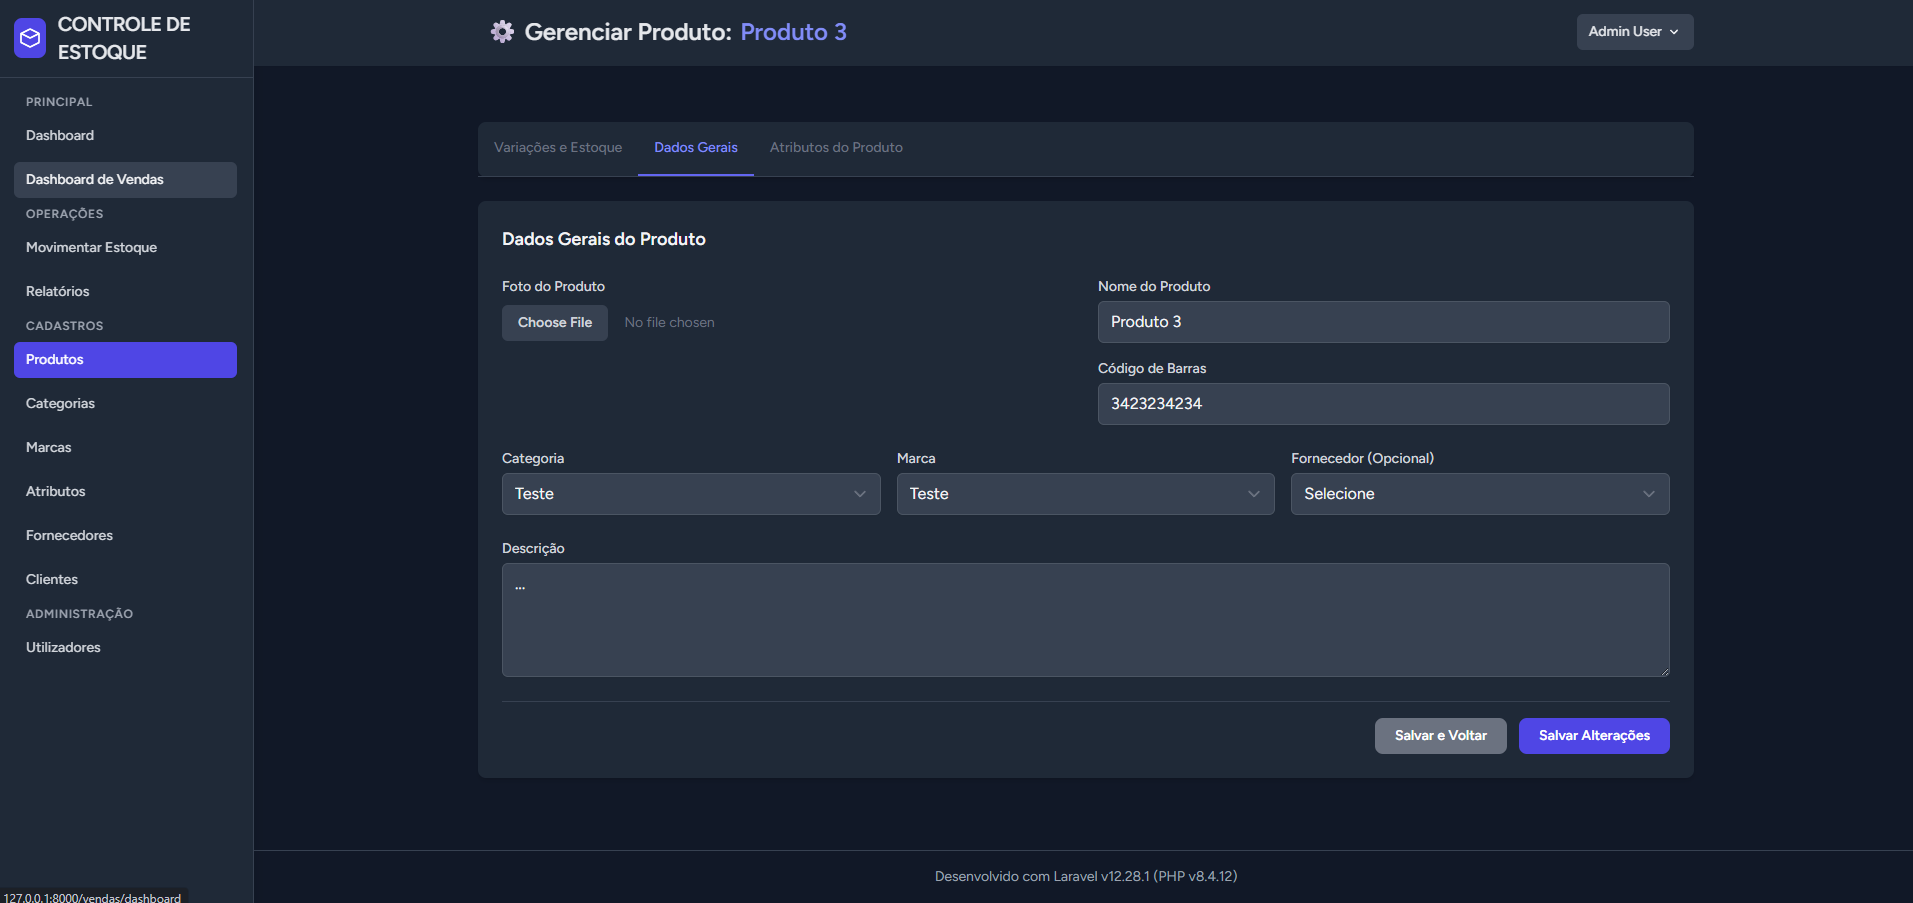 CONTROLE DE
ESTOQUE
PRINCIPAL
Dashboard
Dashboard de Vendas
OPERAÇÕES
Movimentar Estoque
Relatórios
CADASTROS
Produtos
Categorias
Marcas
Atributos
Fornecedores
Clientes
ADMINISTRAÇÃO
Utilizadores
Gerenciar Produto: Produto 3
Admin User
Variações e Estoque Dados Gerais Atributos do Produto
Dados Gerais do Produto
Foto do Produto
Choose File No file chosen
Nome do Produto
Produto 3
Código de Barras
3423234234
Categoria
Teste
Marca
Teste
Fornecedor (Opcional)
Selecione
Descrição
...
Salvar e Voltar Salvar Alterações
Desenvolvido com Laravel v12.28.1 (PHP v8.4.12)
127.0.0.1:8000/vendas/dashboard